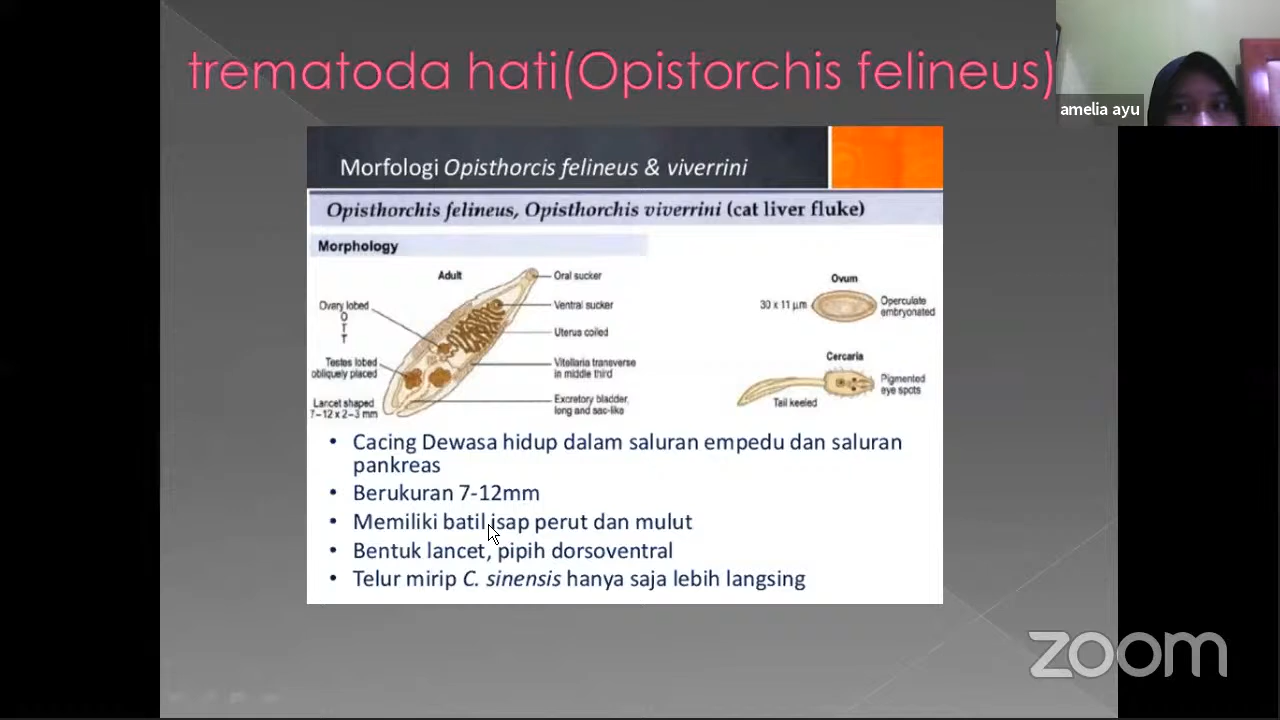 trematoda hati(Opistorchis felineus)
amelia ayu
Morfologi Opisthorcis felineus & viverrini
Opisthorchis felineus, Opisthorchis viverrini (cat liver fluke)
Morphology
Adult
Oral sucker
Ovary lobed
O
T
T
Ventral sucker
Uterus coiled
Testes lobed
obliquely placed
Vitellaria transverse
in middle third
Lancet shaped
7–12 x 2–3 mm
Excretory bladder,
long and sac-like
Ovum
30 x 11 µm
Operculate
embryonated
Cercaria
Pigmented
eye spots
Tail keeled
• Cacing Dewasa hidup dalam saluran empedu dan saluran
pankreas
• Berukuran 7-12mm
• Memiliki batil isap perut dan mulut
• Bentuk lancet, pipih dorsoventral
• Telur mirip C. sinensis hanya saja lebih langsing
zoom